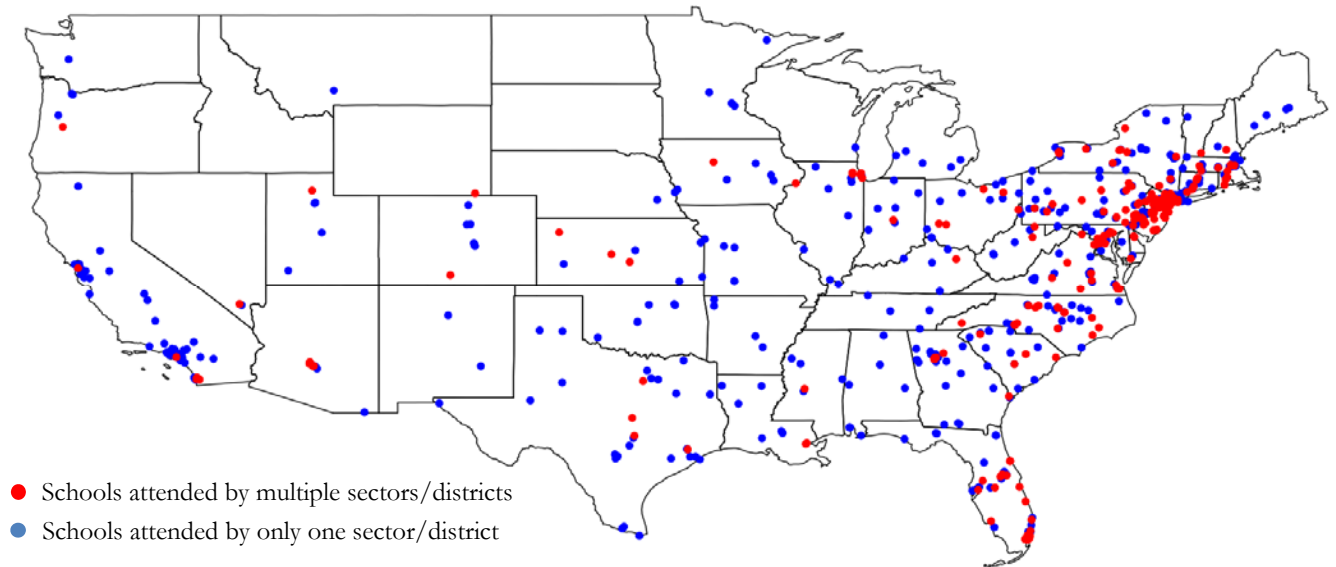 Schools attended by multiple sectors/districts
Schools attended by only one sector/district